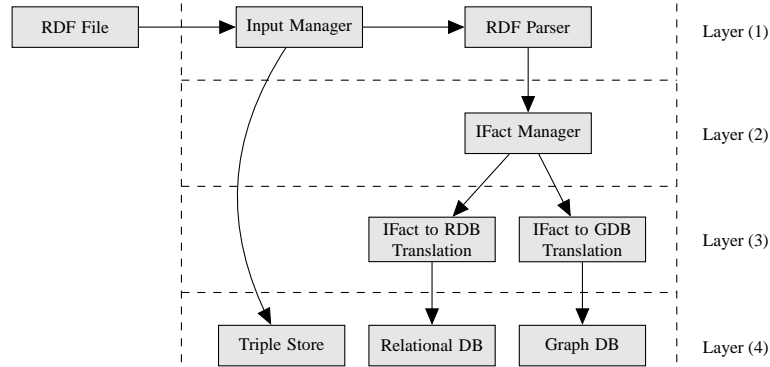 RDF File
Input Manager
RDF Parser
Layer (1)
IFact Manager
Layer (2)
IFact to RDB
Translation
IFact to GDB
Translation
Layer (3)
Triple Store
Relational DB
Graph DB
Layer (4)